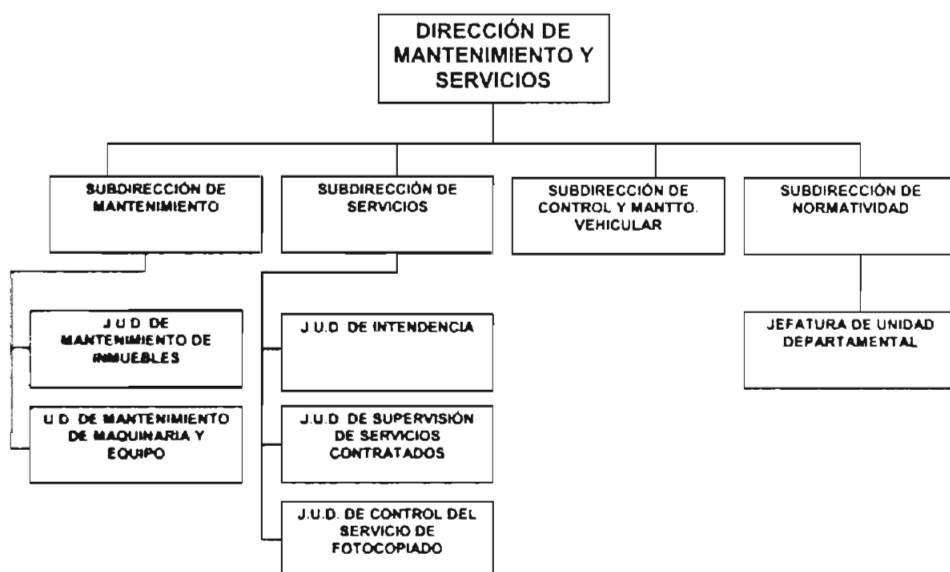 DIRECCIÓN DE
MANTENIMIENTO Y
SERVICIOS
SUBDIRECCIÓN DE
MANTENIMIENTO
SUBDIRECCIÓN DE
SERVICIOS
SUBDIRECCIÓN DE
CONTROL Y MANTTO.
VEHICULAR
SUBDIRECCIÓN DE
NORMATIVIDAD
J.U.D. DE
MANTENIMIENTO DE
INMUEBLES
U.D. DE MANTENIMIENTO
DE MAQUINARIA Y
EQUIPO
J.U.D. DE INTENDENCIA
J.U.D. DE SUPERVISIÓN
DE SERVICIOS
CONTRATADOS
J.U.D. DE CONTROL DEL
SERVICIO DE
FOTOCOPIADO
JEFATURA DE UNIDAD
DEPARTAMENTAL